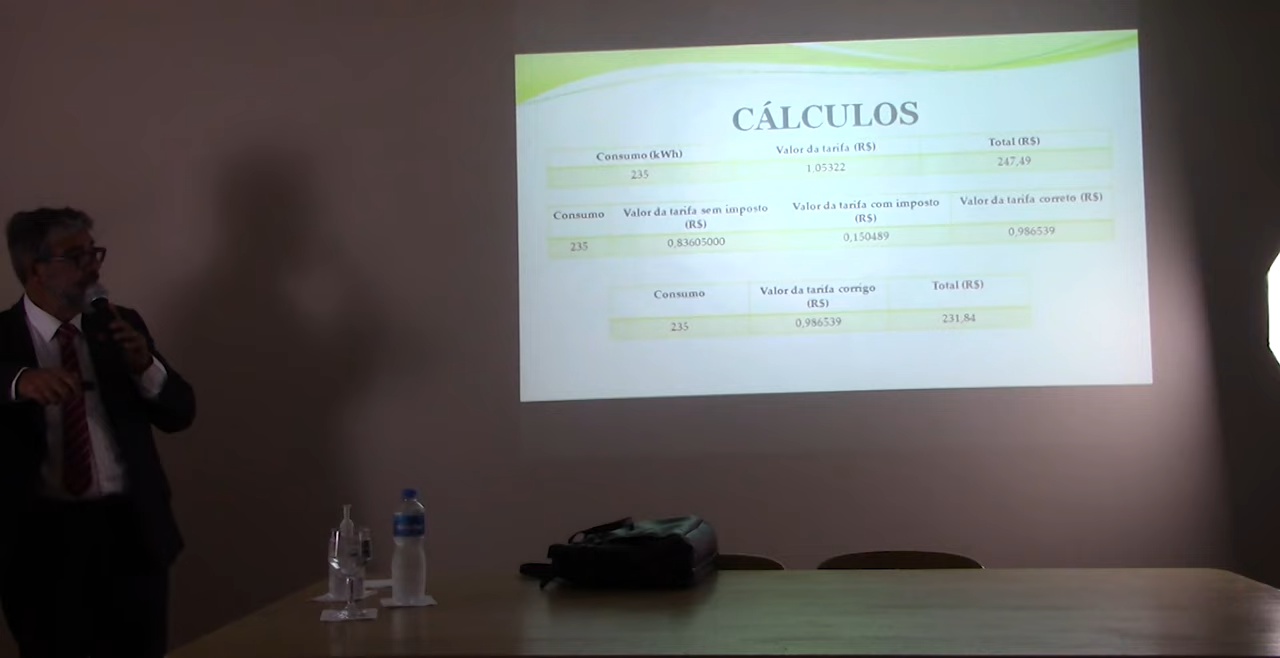 CÁLCULOS
Consumo (kWh) Valor da tarifa (R$) Total (R$)
235 1,05322 247,49
Consumo Valor da tarifa sem imposto (R$) Valor da tarifa com imposto (R$) Valor da tarifa correto (R$)
235 0,83605000 0,150489 0,986539
Consumo Valor da tarifa corrigo (R$) Total (R$)
235 0,986539 231,84